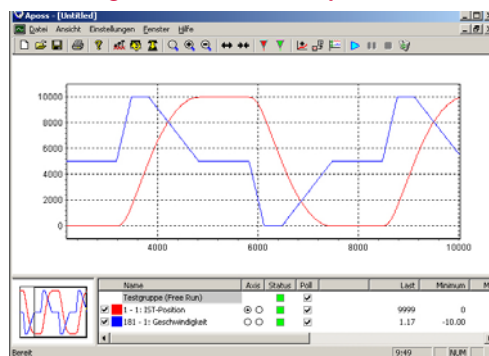 Aposs - [Untitled]
Datei Ansicht Einstellungen Fenster Hilfe
10000
8000
6000
4000
2000
0
4000 6000 8000 10000
Name Axis Status Poll Last Minimum M
Testgruppe (Free Run)
1 - 1: IST-Position 9999 0
181 - 1: Geschwindigkeit 1.17 -10.00
Bereit 9:49 NUM